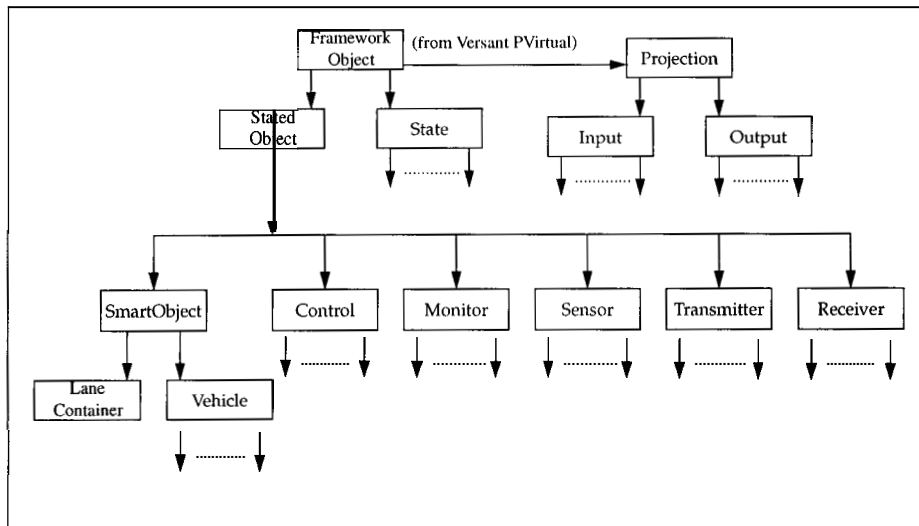 Framework
Object
(from Versant PVirtual)
Projection
Stated
Object
State
Input
Output
SmartObject
Control
Monitor
Sensor
Transmitter
Receiver
Lane
Container
Vehicle